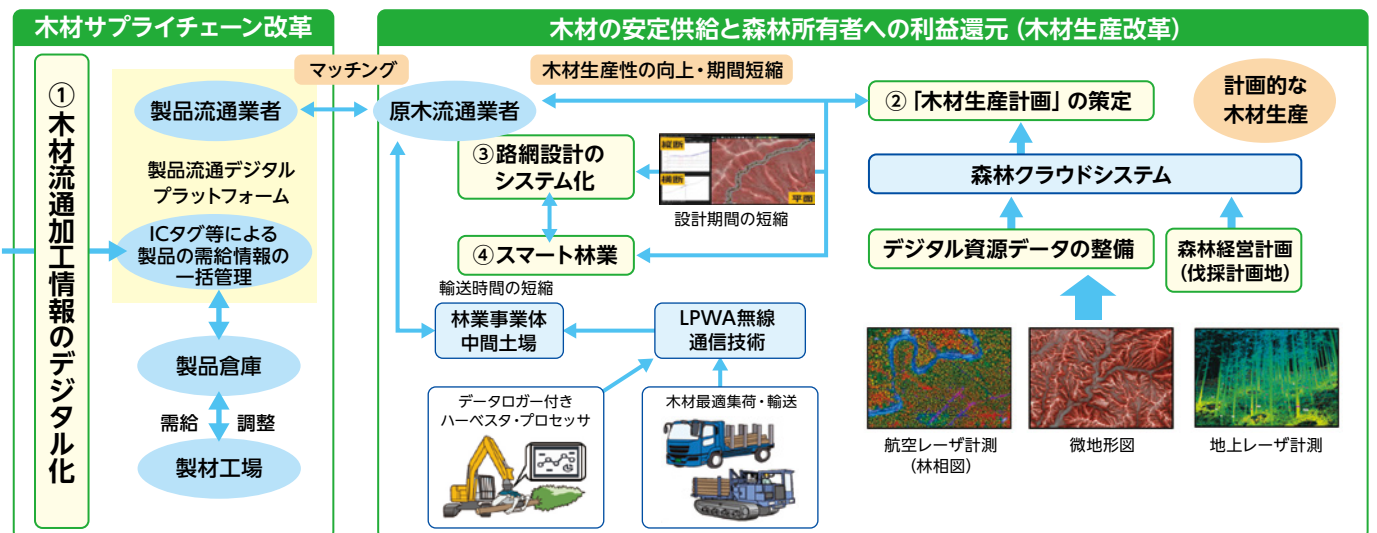 木材サプライチェーン改革
①木材流通加工情報のデジタル化
製品流通業者
製品流通デジタル
プラットフォーム
ICタグ等による
製品の需給情報の
一括管理
製品倉庫
需給
調整
製材工場
マッチング
木材の安定供給と森林所有者への利益還元（木材生産改革）
木材生産性の向上・期間短縮
原木流通業者
②「木材生産計画」の策定
計画的な
木材生産
③路網設計の
システム化
縦断
横断
平面
設計期間の短縮
森林クラウドシステム
④スマート林業
デジタル資源データの整備
森林経営計画
（伐採計画地）
輸送時間の短縮
林業事業体
中間土場
LPWA無線
通信技術
データロガー付き
ハーベスタ・プロセッサ
木材最適集荷・輸送
航空レーザ計測
（林相図）
微地形図
地上レーザ計測